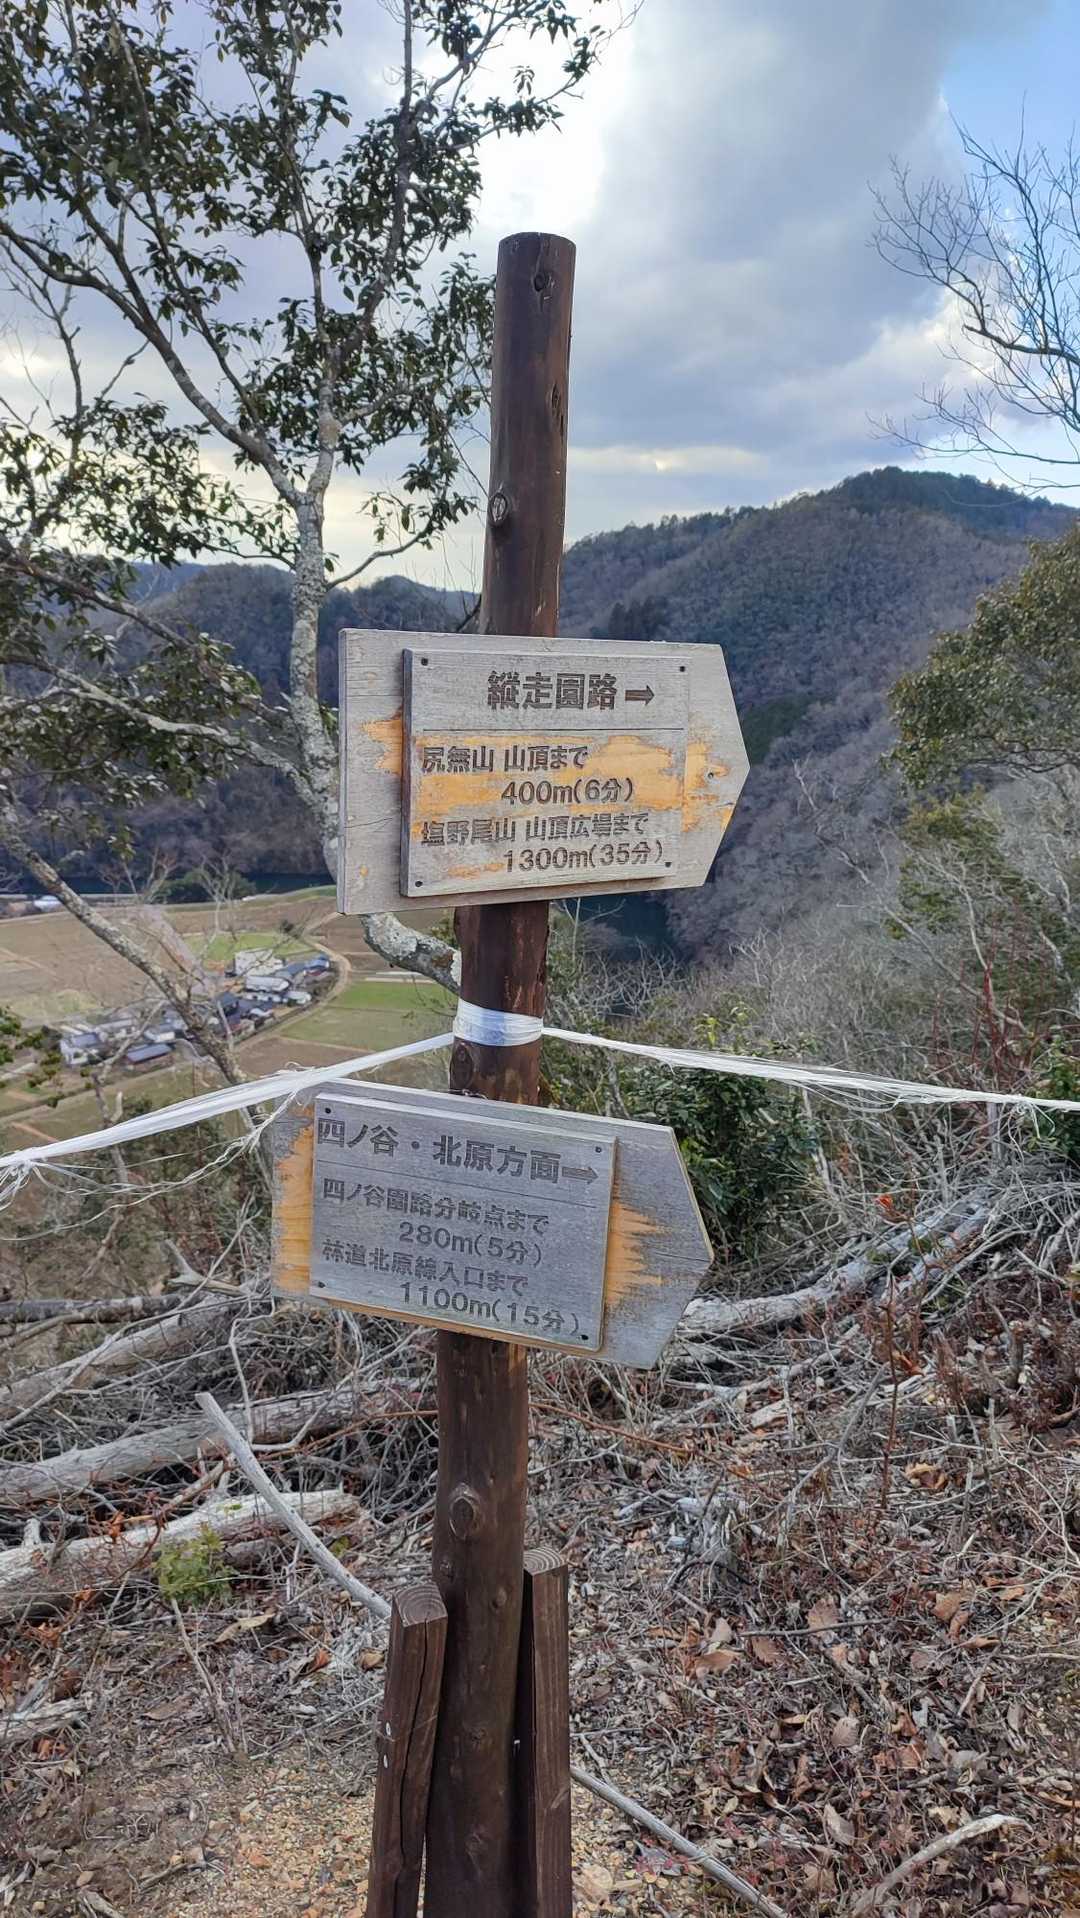 縦走園路→
尻無山 山頂まで
400m(6分)
塩野尾山 山頂広場まで
1300m(35分)
四ノ谷・北原方面→
四ノ谷園路分岐点まで
280m(5分)
林道北原線入口まで
1100m(15分)